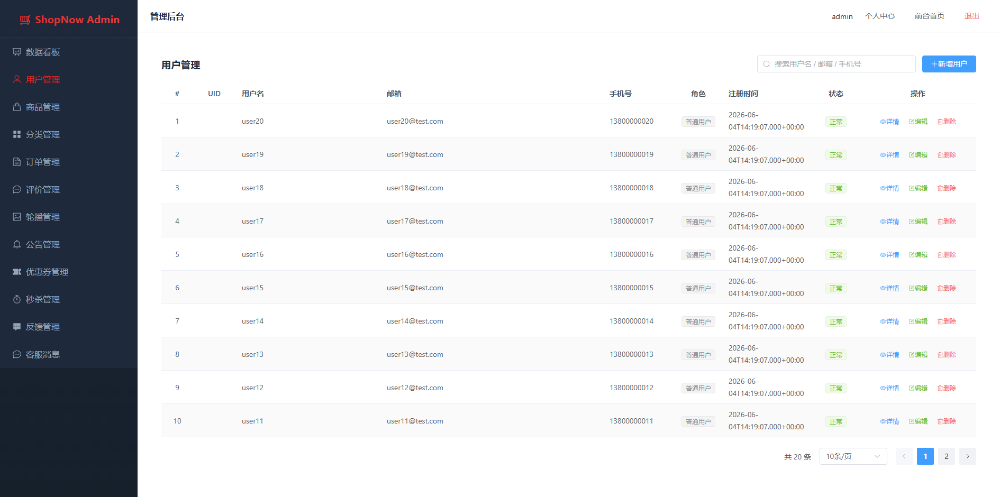 ShopNow Admin
管理后台
admin 个人中心 前台首页 退出
数据看板
用户管理
商品管理
分类管理
订单管理
评价管理
轮播管理
公告管理
优惠券管理
秒杀管理
反馈管理
客服消息
用户管理
搜索用户名 / 邮箱 / 手机号
新增用户
# UID 用户名 邮箱 手机号 角色 注册时间 状态 操作
1 user20 user20@test.com 13800000020 普通用户 2026-06-
04T14:19:07.000+00:00 正常 详情 编辑 删除
2 user19 user19@test.com 13800000019 普通用户 2026-06-
04T14:19:07.000+00:00 正常 详情 编辑 删除
3 user18 user18@test.com 13800000018 普通用户 2026-06-
04T14:19:07.000+00:00 正常 详情 编辑 删除
4 user17 user17@test.com 13800000017 普通用户 2026-06-
04T14:19:07.000+00:00 正常 详情 编辑 删除
5 user16 user16@test.com 13800000016 普通用户 2026-06-
04T14:19:07.000+00:00 正常 详情 编辑 删除
6 user15 user15@test.com 13800000015 普通用户 2026-06-
04T14:19:07.000+00:00 正常 详情 编辑 删除
7 user14 user14@test.com 13800000014 普通用户 2026-06-
04T14:19:07.000+00:00 正常 详情 编辑 删除
8 user13 user13@test.com 13800000013 普通用户 2026-06-
04T14:19:07.000+00:00 正常 详情 编辑 删除
9 user12 user12@test.com 13800000012 普通用户 2026-06-
04T14:19:07.000+00:00 正常 详情 编辑 删除
10 user11 user11@test.com 13800000011 普通用户 2026-06-
04T14:19:07.000+00:00 正常 详情 编辑 删除
共 20 条 10条/页 1 2